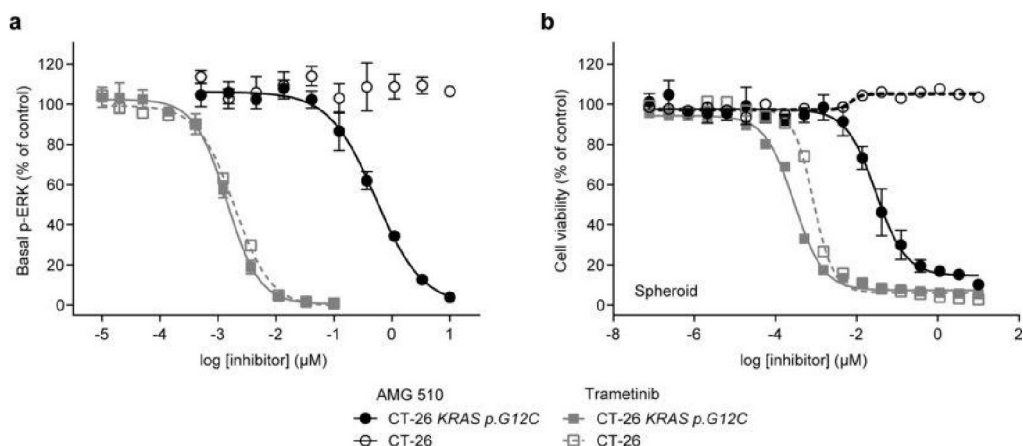 a
b
120
100
80
60
40
20
0
Basal p-ERK (% of control)
-5 -4 -3 -2 -1 0 1
log [inhibitor] (µM)
120
100
80
60
40
20
0
Cell viability (% of control)
Spheroid
-8 -6 -4 -2 0 2
log [inhibitor] (µM)
AMG 510 Trametinib
CT-26 KRAS p.G12C CT-26 KRAS p.G12C
CT-26 CT-26